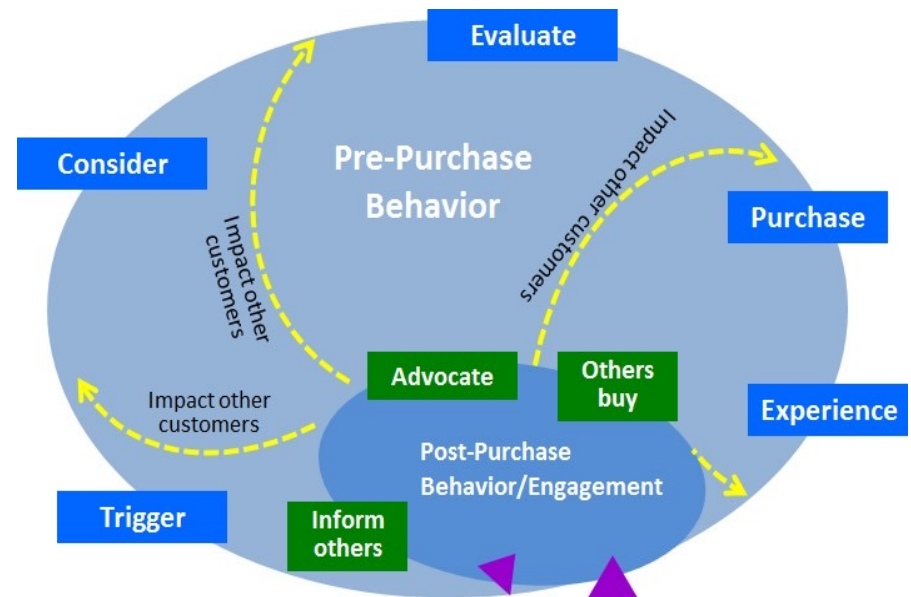 Evaluate
Consider
Pre-Purchase
Behavior
Impact other customers
Purchase
Impact other
customers
Advocate
Others
buy
Impact other
customers
Experience
Post-Purchase
Behavior/Engagement
Trigger
Inform
others